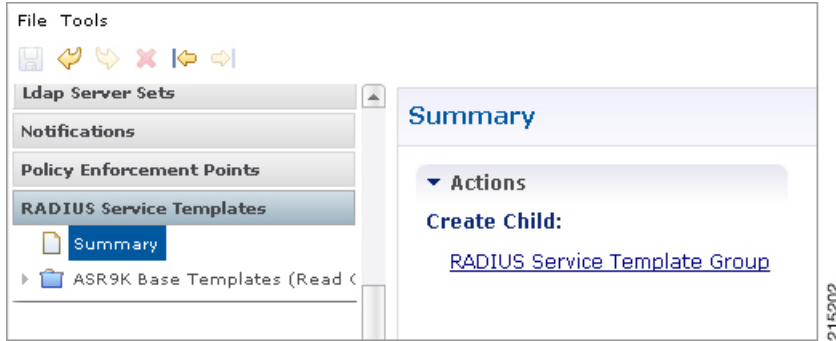 File Tools
Ldap Server Sets
Notifications
Policy Enforcement Points
RADIUS Service Templates
Summary
ASR9K Base Templates (Read
Summary
Actions
Create Child:
RADIUS Service Template Group
215202